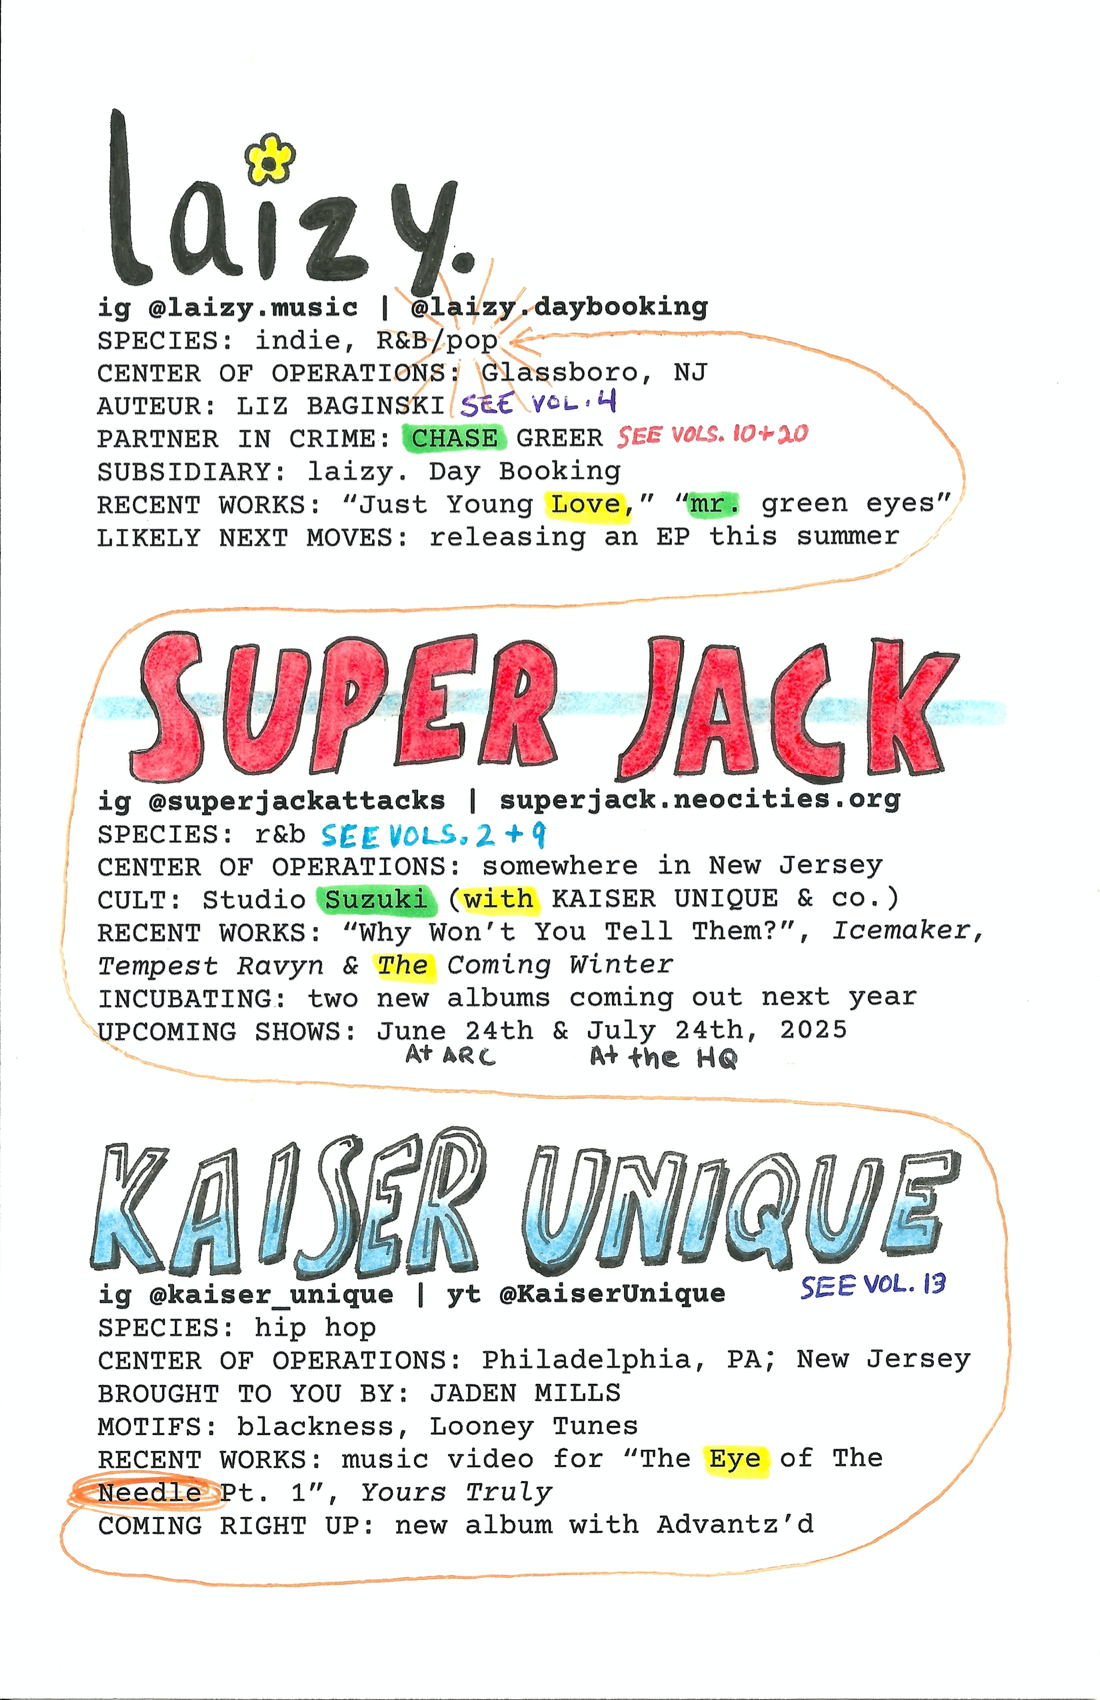 laizy.
ig @laizy.music | @laizy.daybooking
SPECIES: indie, R&B/pop
CENTER OF OPERATIONS: Glassboro, NJ
AUTEUR: LIZ BAGINSKI SEE VOL. 4
PARTNER IN CRIME: CHASE GREER SEE VOLS. 10+20
SUBSIDIARY: laizy. Day Booking
RECENT WORKS: “Just Young Love,” “mr. green eyes”
LIKELY NEXT MOVES: releasing an EP this summer
SUPER JACK
ig @superjackattacks | superjack.neocities.org
SPECIES: r&b SEE VOLS. 2 + 9
CENTER OF OPERATIONS: somewhere in New Jersey
CULT: Studio Suzuki (with KAISER UNIQUE & co.)
RECENT WORKS: “Why Won’t You Tell Them?”, Icemaker,
Tempest Ravyn & The Coming Winter
INCUBATING: two new albums coming out next year
UPCOMING SHOWS: June 24th & July 24th, 2025
At ARC At the HQ
KAISER UNIQUE
ig @kaiser_unique | yt @KaiserUnique SEE VOL. 13
SPECIES: hip hop
CENTER OF OPERATIONS: Philadelphia, PA; New Jersey
BROUGHT TO YOU BY: JADEN MILLS
MOTIFS: blackness, Looney Tunes
RECENT WORKS: music video for “The Eye of The
Needle Pt. 1”, Yours Truly
COMING RIGHT UP: new album with Advantz’d